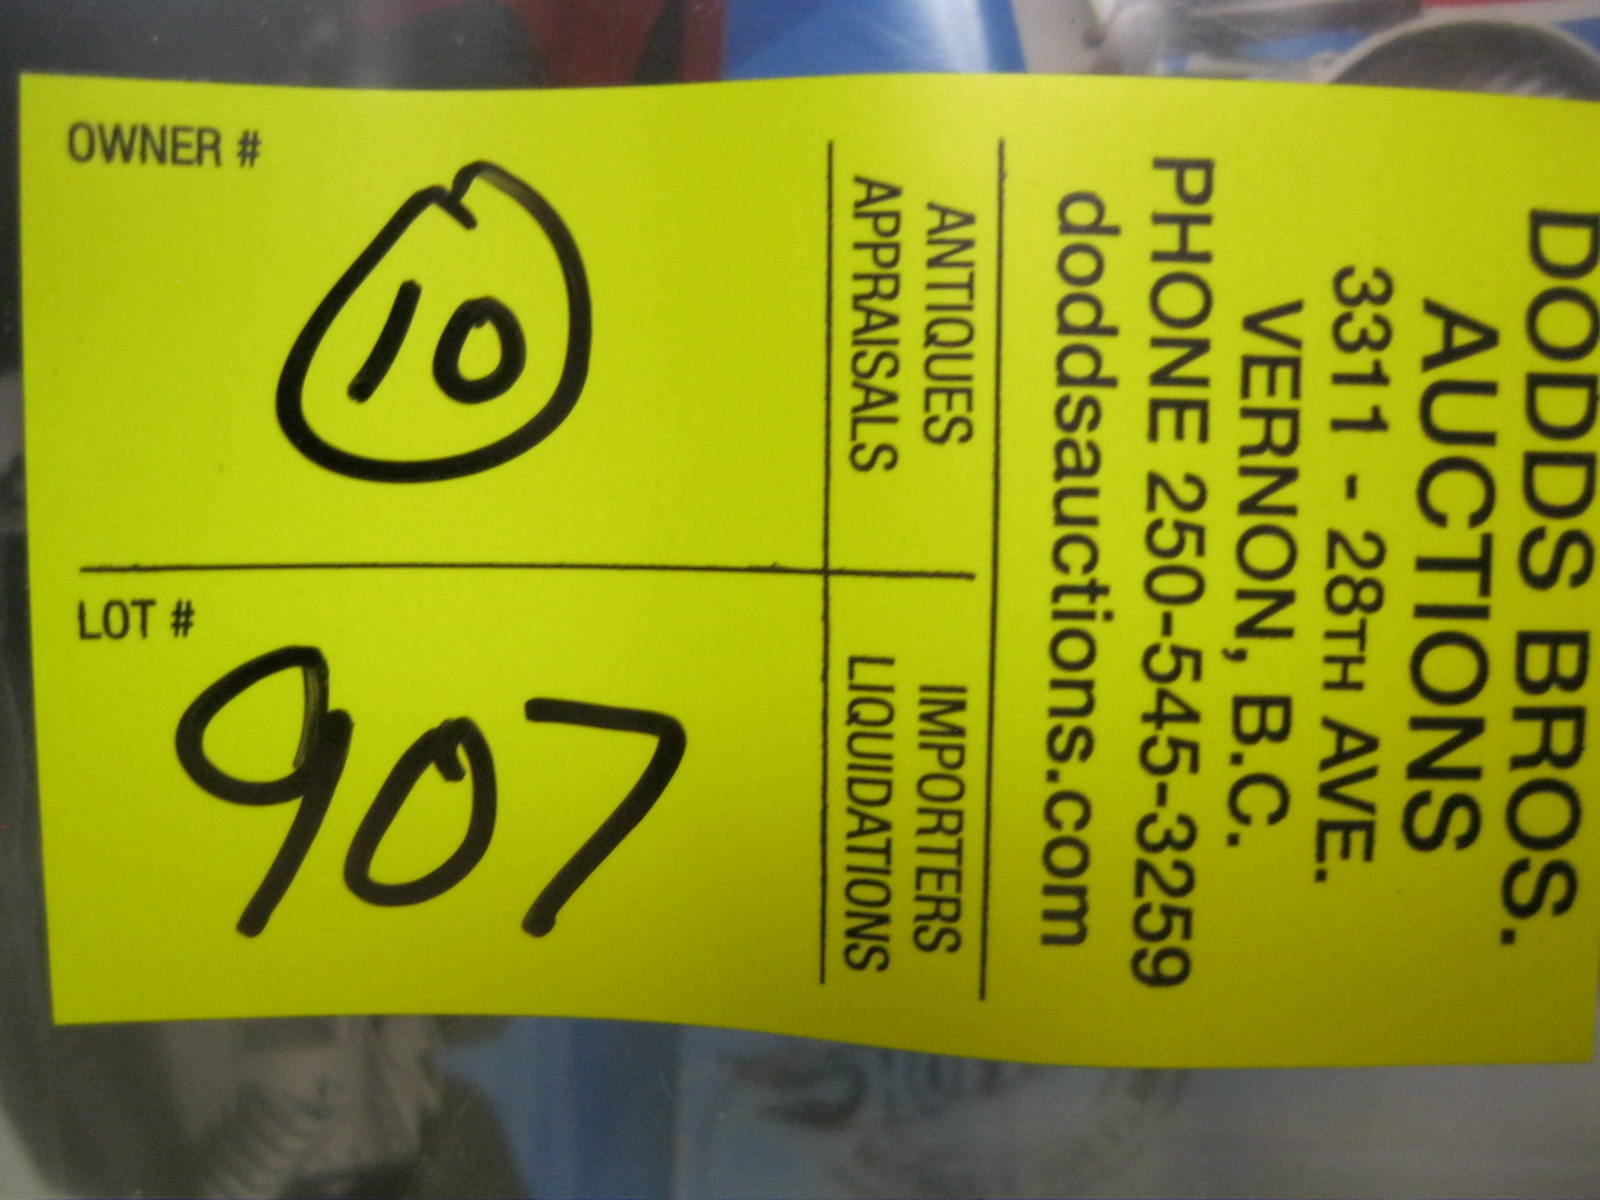 DODDS BROS.
AUCTIONS
3311 - 28TH AVE.
VERNON, B.C.
PHONE 250-545-3259
doddsauctions.com
ANTIQUES
APPRAISALS
IMPORTERS
LIQUIDATIONS
OWNER #
10
LOT #
907